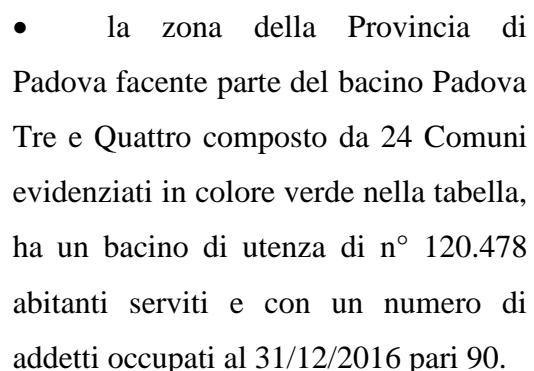 • la zona della Provincia di
Padova facente parte del bacino Padova
Tre e Quattro composto da 24 Comuni
evidenziati in colore verde nella tabella,
ha un bacino di utenza di n° 120.478
abitanti serviti e con un numero di
addetti occupati al 31/12/2016 pari 90.